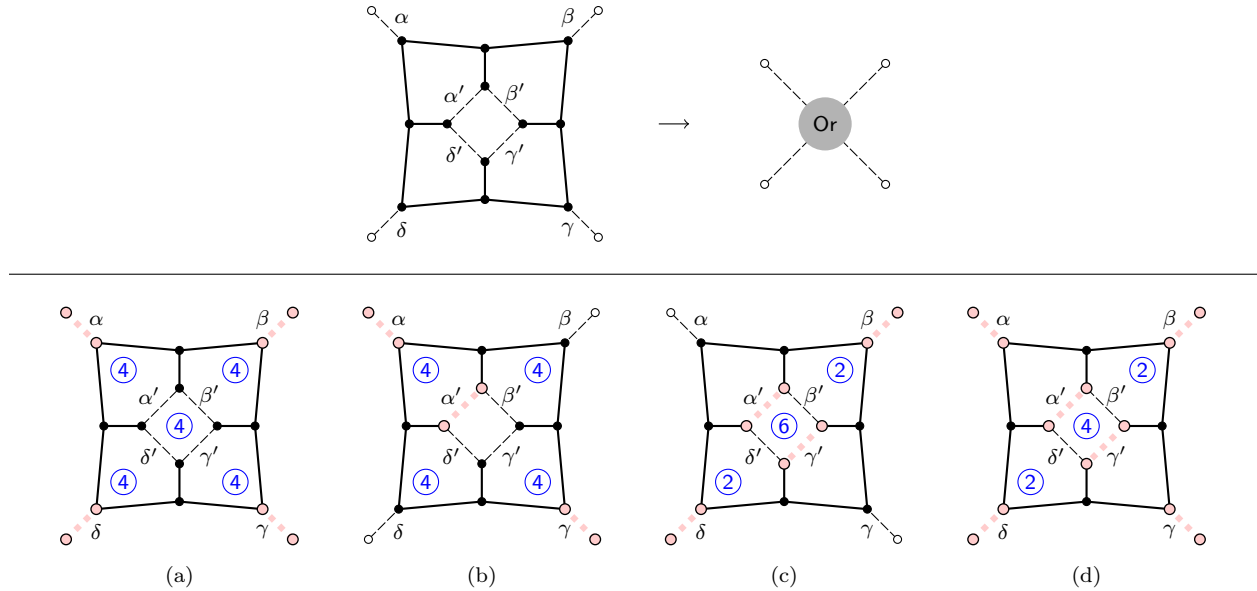 α β
α′ β′
→ Or
δ′ γ′
δ γ
α β α β α β α β
4 4 4 4 2 2
α′ β′ α′ β′ α′ β′ α′ β′
4 6 4
δ′ γ′ δ′ γ′ δ′ γ′ δ′ γ′
4 4 4 4 2 2
δ γ δ γ δ γ δ γ
(a) (b) (c) (d)